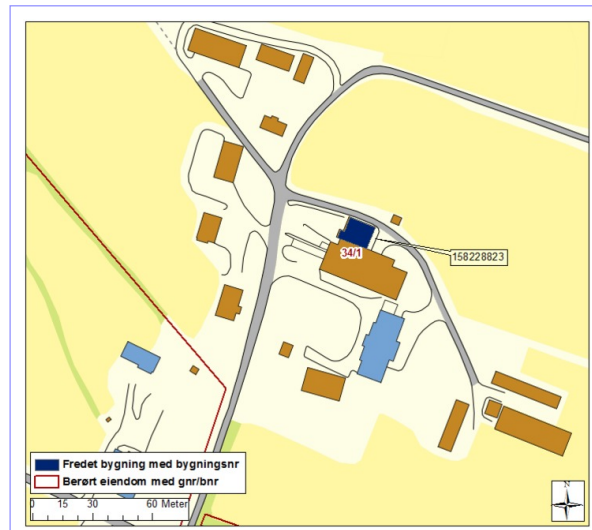 34/1
158228823
Fredet bygning med bygningsnr
Berørt eiendom med gnr/bnr
0 15 30 60 Meter
N